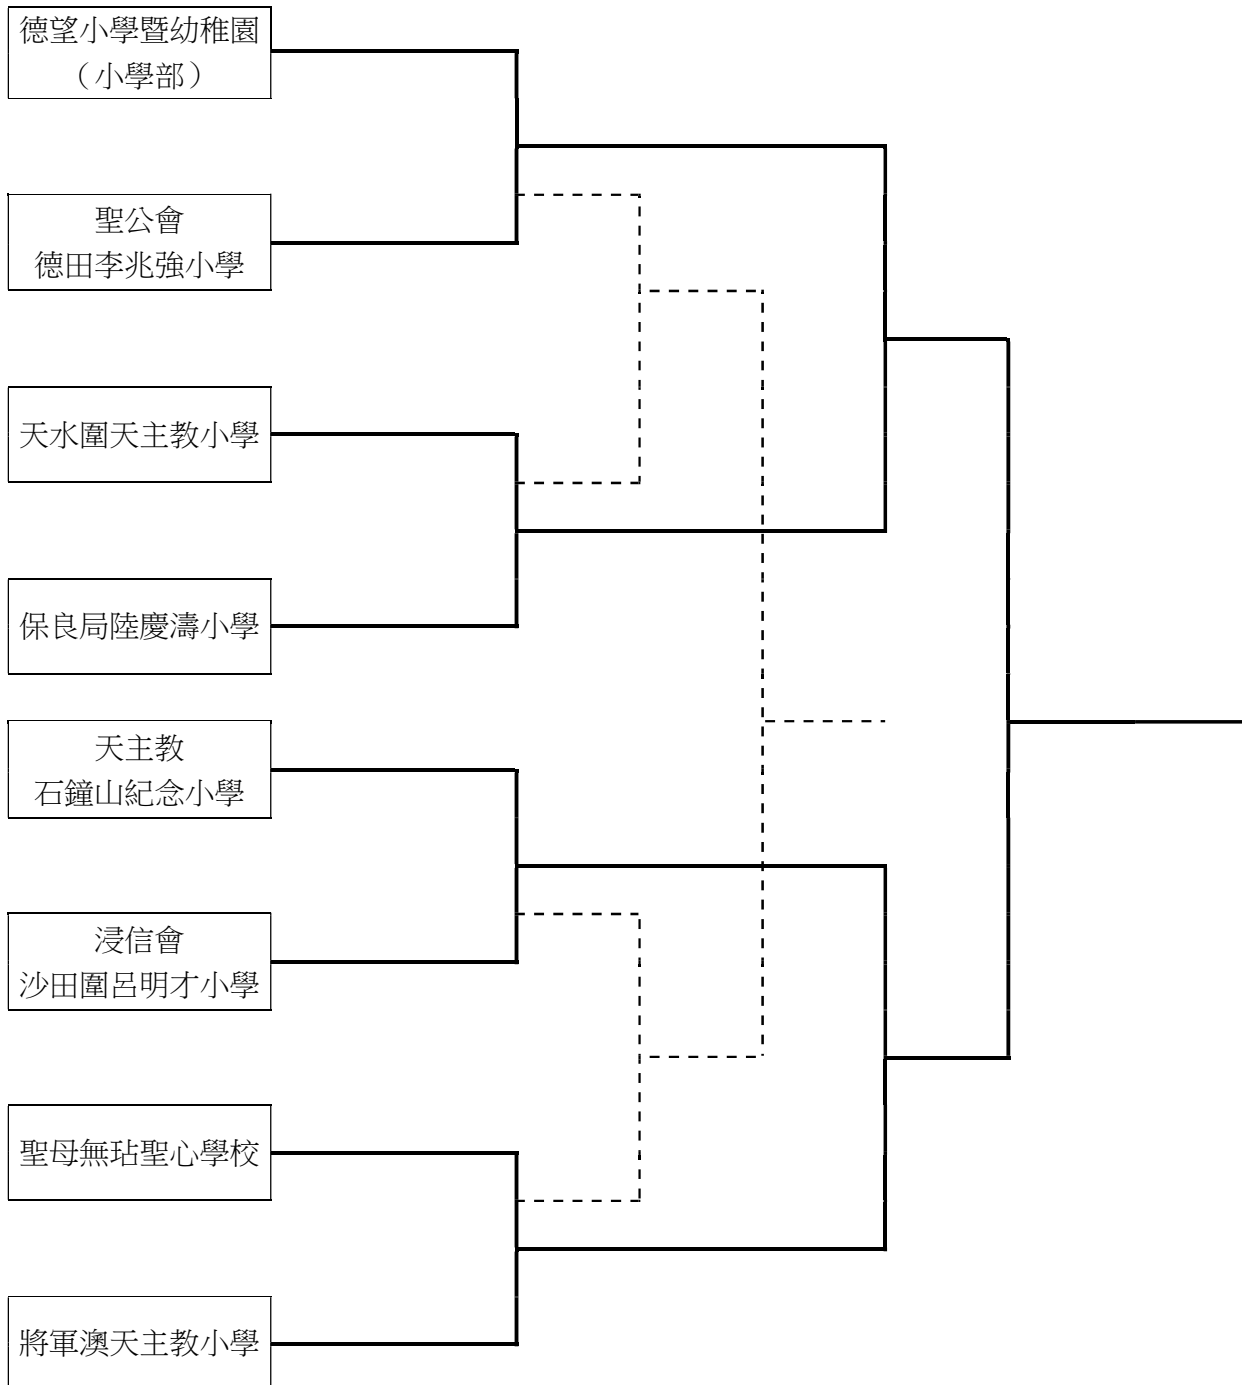 德望小學暨幼稚園
（小學部）
聖公會
德田李兆強小學
天水圍天主教小學
保良局陸慶濤小學
天主教
石鐘山紀念小學
浸信會
沙田圍呂明才小學
聖母無玷聖心學校
將軍澳天主教小學